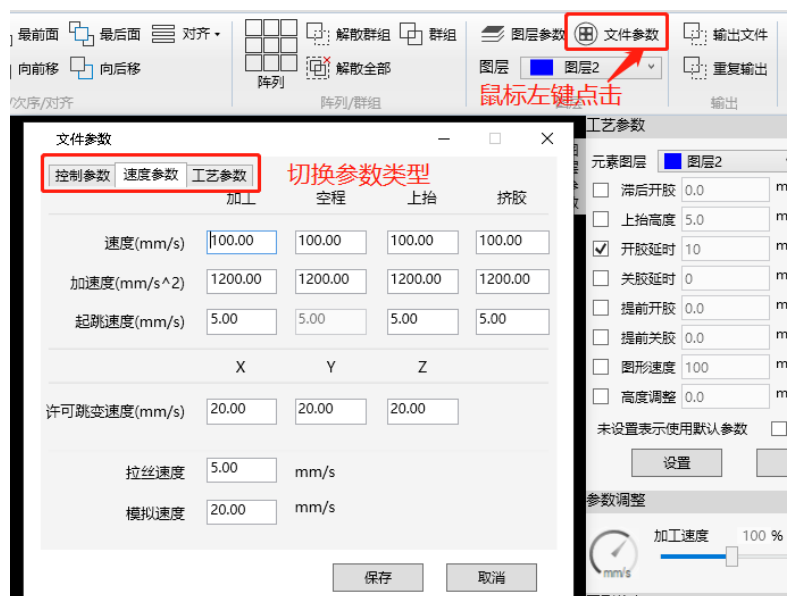 最前面 最后面 对齐 解散群组 群组 图层参数 文件参数 输出文件
向前移 向后移 阵列 解散全部 图层 图层2 重复输出
鼠标左键点击
次序/对齐 阵列/群组 输出
文件参数
控制参数 速度参数 工艺参数 切换参数类型
加工 空程 上抬 挤胶
速度(mm/s) 100.00 100.00 100.00 100.00
加速度(mm/s^2) 1200.00 1200.00 1200.00 1200.00
起跳速度(mm/s) 5.00 5.00 5.00 5.00
X Y Z
许可跳变速度(mm/s) 20.00 20.00 20.00
拉丝速度 5.00 mm/s
模拟速度 20.00 mm/s
保存 取消
工艺参数
元素图层 图层2
滞后开胶 0.0 m
上抬高度 5.0 m
开胶延时 10 m
关胶延时 0 m
提前开胶 0.0 m
提前关胶 0.0 m
图形速度 100 m
高度调整 0.0 m
未设置表示使用默认参数
设置
参数调整
加工速度 100 %
mm/s